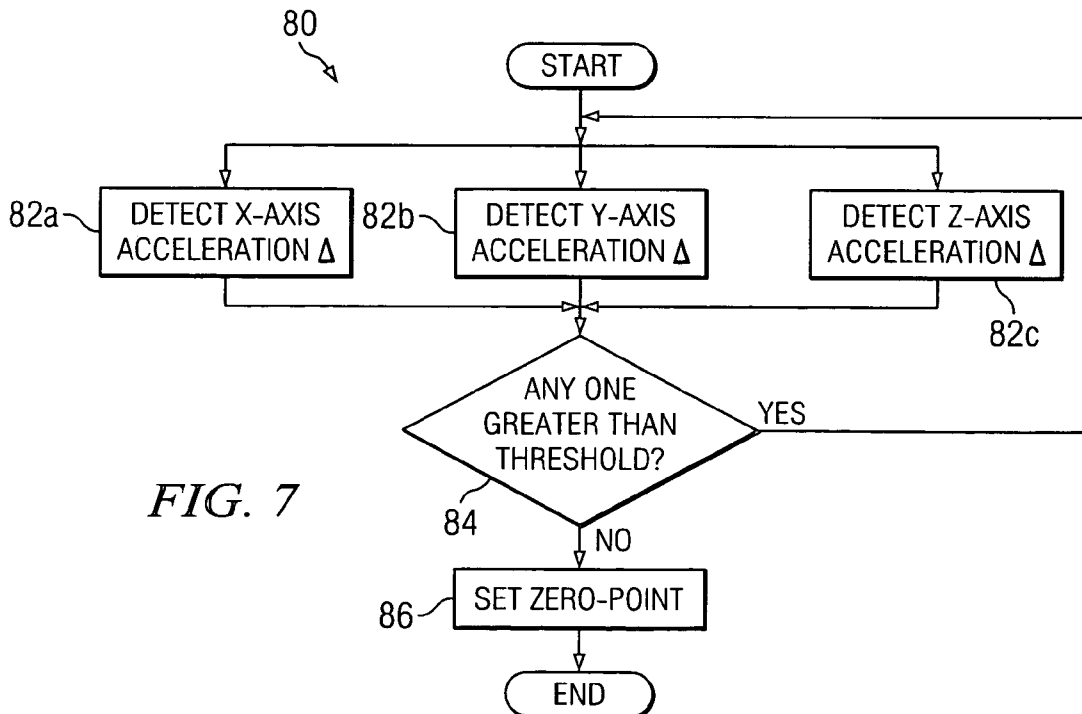 80
START
82a
DETECT X-AXIS
ACCELERATION Δ
82b
DETECT Y-AXIS
ACCELERATION Δ
DETECT Z-AXIS
ACCELERATION Δ
82c
ANY ONE
GREATER THAN
THRESHOLD?
YES
84
FIG. 7
NO
86
SET ZERO-POINT
END